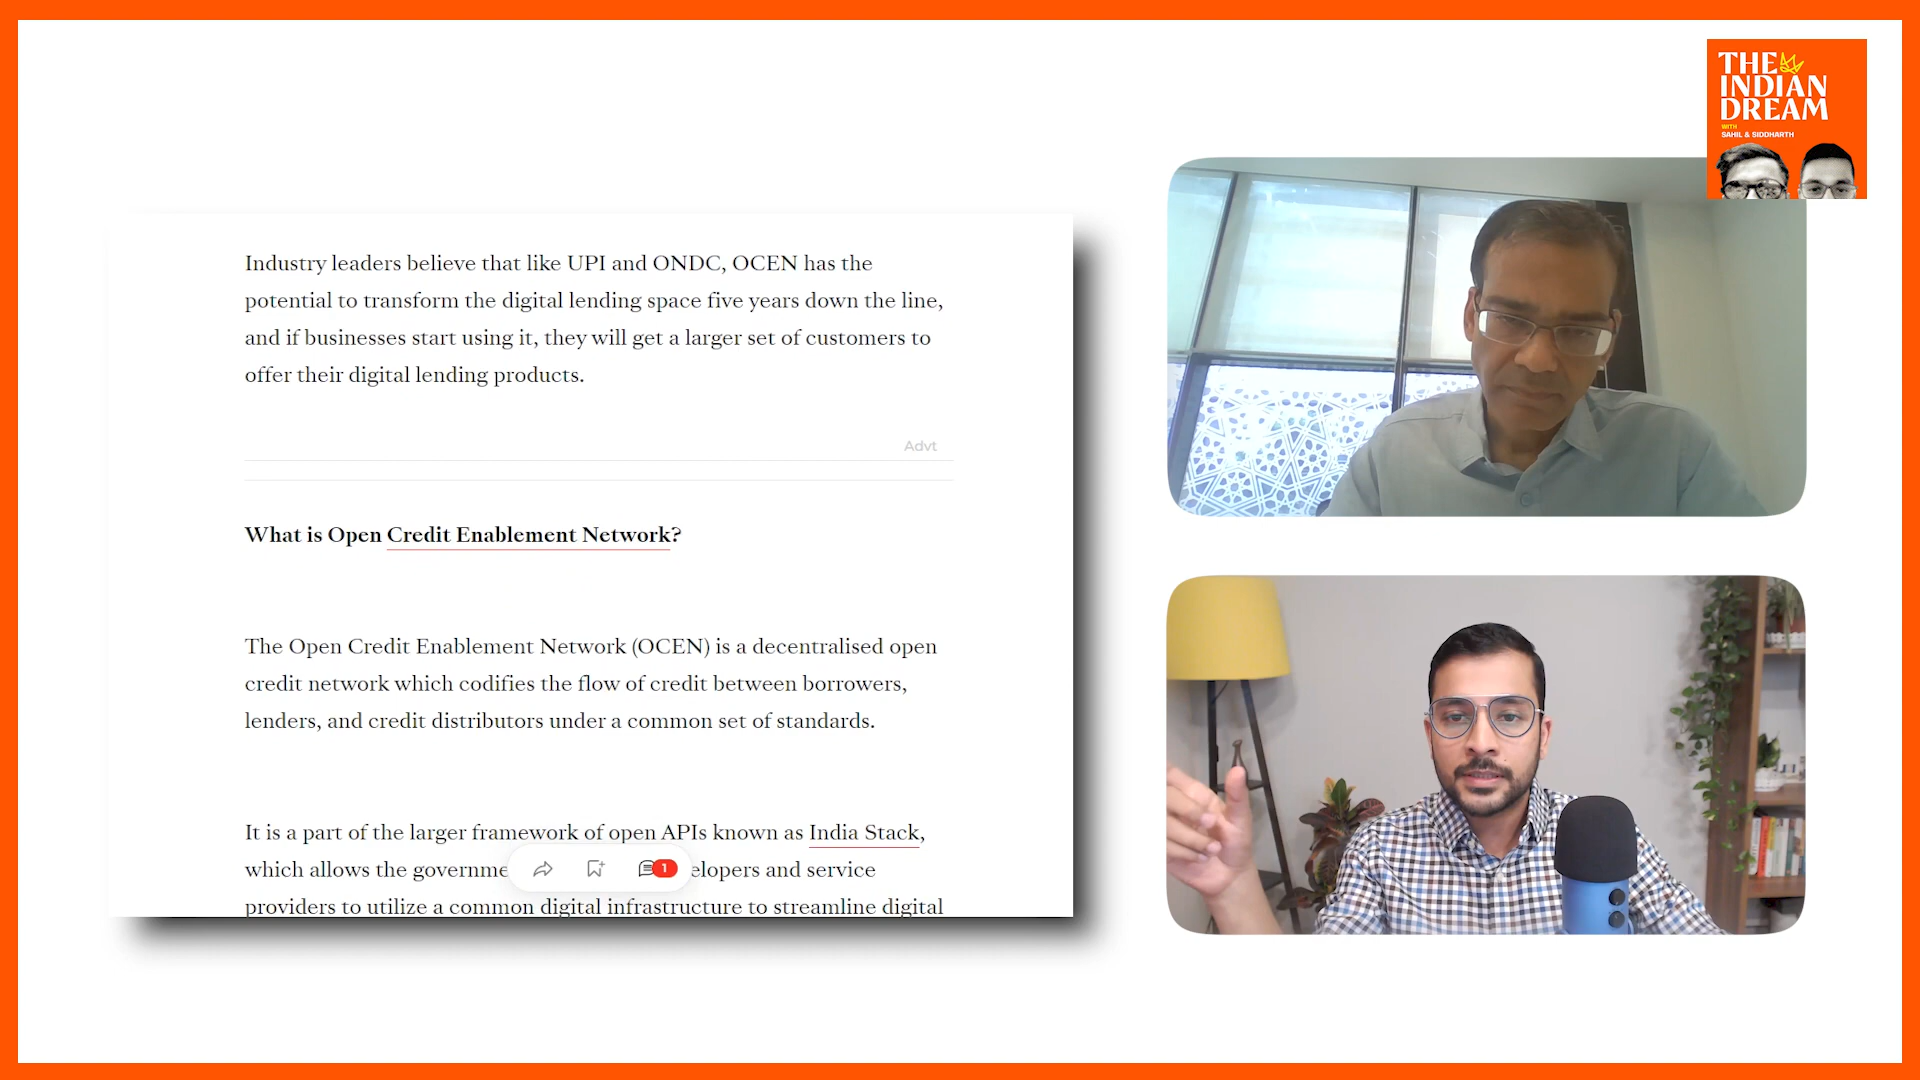 Industry leaders believe that like UPI and ONDC, OCEN has the
potential to transform the digital lending space five years down the line,
and if businesses start using it, they will get a larger set of customers to
offer their digital lending products.
Advt
What is Open Credit Enablement Network?
The Open Credit Enablement Network (OCEN) is a decentralised open
credit network which codifies the flow of credit between borrowers,
lenders, and credit distributors under a common set of standards.
It is a part of the larger framework of open APIs known as India Stack,
which allows the governme elopers and service
1
providers to utilize a common digital infrastructure to streamline digital
THE
INDIAN
DREAM
WITH
SAHIL & SIDDHARTH